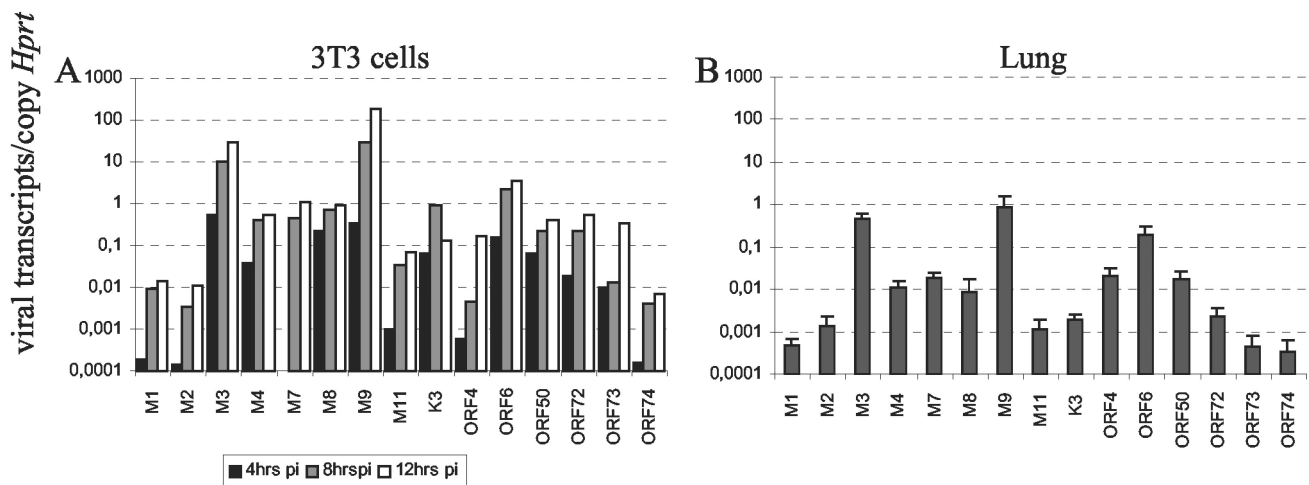 viral transcripts/copy Hprt
A
3T3 cells
1000
100
10
1
0,1
0,01
0,001
0,0001
M1 M2 M3 M4 M7 M8 M9 M11 K3 ORF4 ORF6 ORF50 ORF72 ORF73 ORF74
4hrs pi 8hrspi 12hrs pi
B
Lung
1000
100
10
1
0,1
0,01
0,001
0,0001
M1 M2 M3 M4 M7 M8 M9 M11 K3 ORF4 ORF6 ORF50 ORF72 ORF73 ORF74